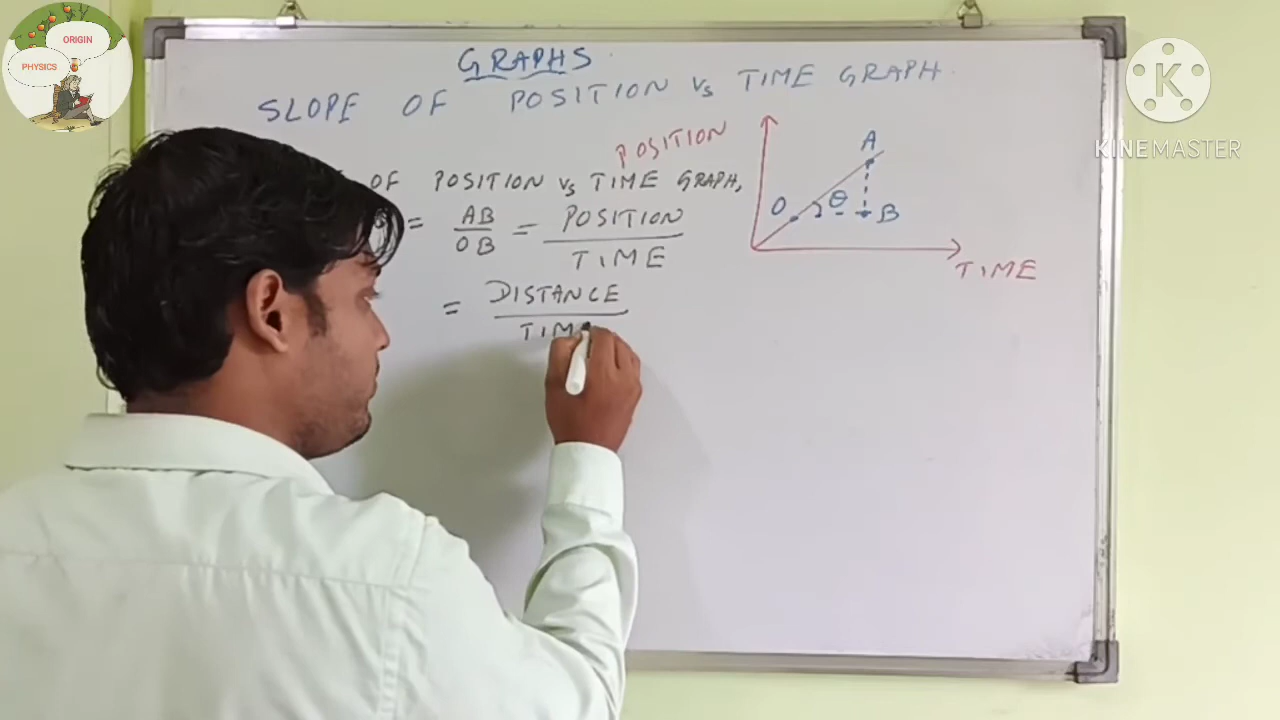 ORIGIN
PHYSICS
KINEMASTER
GRAPHS
SLOPE OF POSITION Vs TIME GRAPH
OF POSITION Vs TIME GRAPH,
= AB / OB = POSITION / TIME
= DISTANCE / TIM
POSITION
A
O θ B
TIME